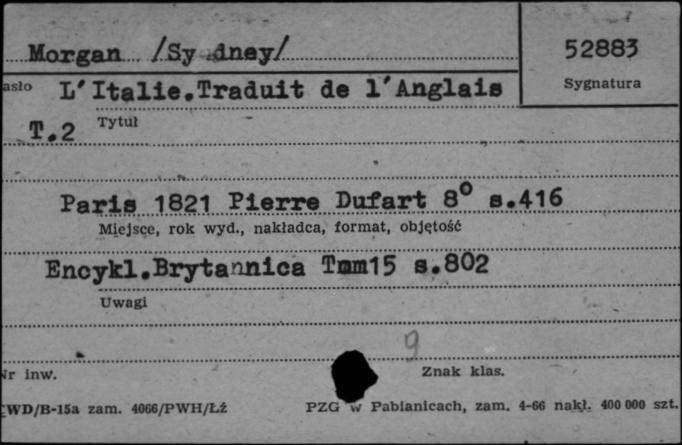 Morgan /Sydney/
52883
Sygnatura
asło L'Italie.Traduit de l'Anglais
T.2 Tytuł
Paris 1821 Pierre Dufart 8° s.416
Miejsce, rok wyd., nakładca, format, objętość
Encykl.Brytannica Tmm15 s.802
Uwagi
9
Nr inw.
Znak klas.
WD/B-15a zam. 4066/PWH/Łź
PZG w Pabianicach, zam. 4-66 nakł. 400 000 szt.